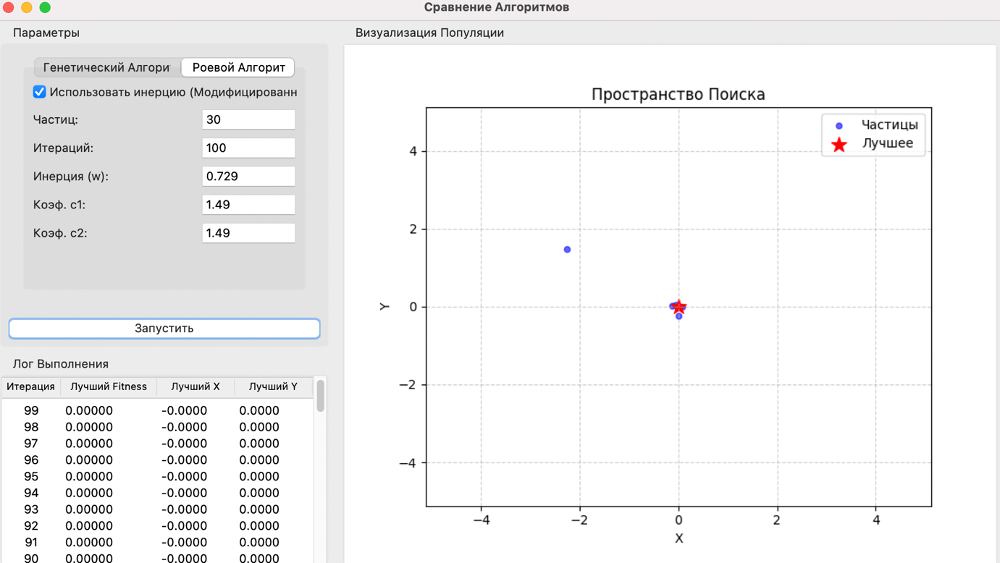 Сравнение Алгоритмов
Параметры
Генетический Алгори
Роевой Алгорит
Использовать инерцию (Модифицированн
Частиц: 30
Итераций: 100
Инерция (w): 0.729
Коэф. c1: 1.49
Коэф. c2: 1.49
Запустить
Лог Выполнения
Итерация Лучший Fitness Лучший X Лучший Y
99 0.00000 -0.0000 0.0000
98 0.00000 -0.0000 0.0000
97 0.00000 -0.0000 0.0000
96 0.00000 -0.0000 0.0000
95 0.00000 -0.0000 0.0000
94 0.00000 -0.0000 0.0000
93 0.00000 -0.0000 0.0000
92 0.00000 -0.0000 0.0000
91 0.00000 -0.0000 0.0000
90 0.00000 -0.0000 0.0000
Визуализация Популяции
Пространство Поиска
Частицы
Лучшее
4
2
0
−2
−4
Y
−4 −2 0 2 4
X